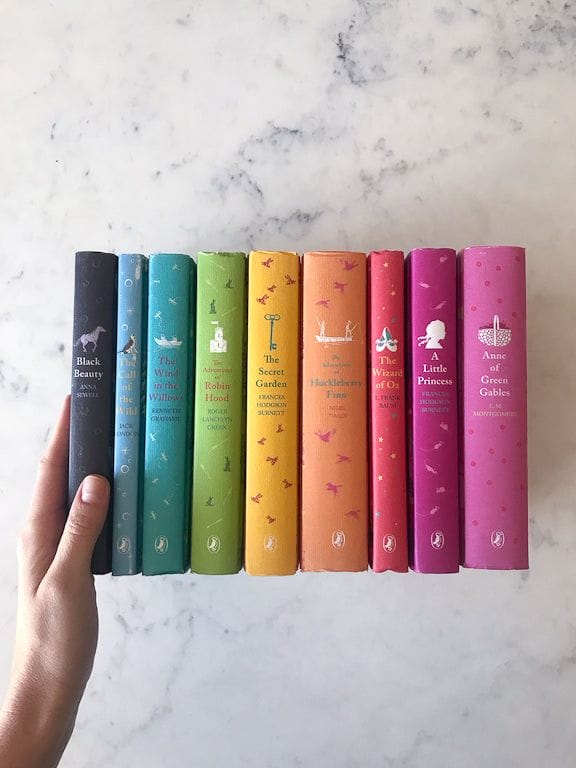 Black
Beauty
ANNA
SEWELL
The Call
of the
Wild
JACK
LONDON
The
Wind
in the
Willows
KENNETH
GRAHAME
The
Adventures of
Robin
Hood
ROGER
LANCELYN
GREEN
The
Secret
Garden
FRANCES
HODGSON
BURNETT
The Adventures
of
Huckleberry
Finn
The
Wizard
of Oz
L. FRANK
BAUM
A
Little
Princess
FRANCES
HODGSON
BURNETT
Anne
of
Green
Gables
L. M.
MONTGOMERY